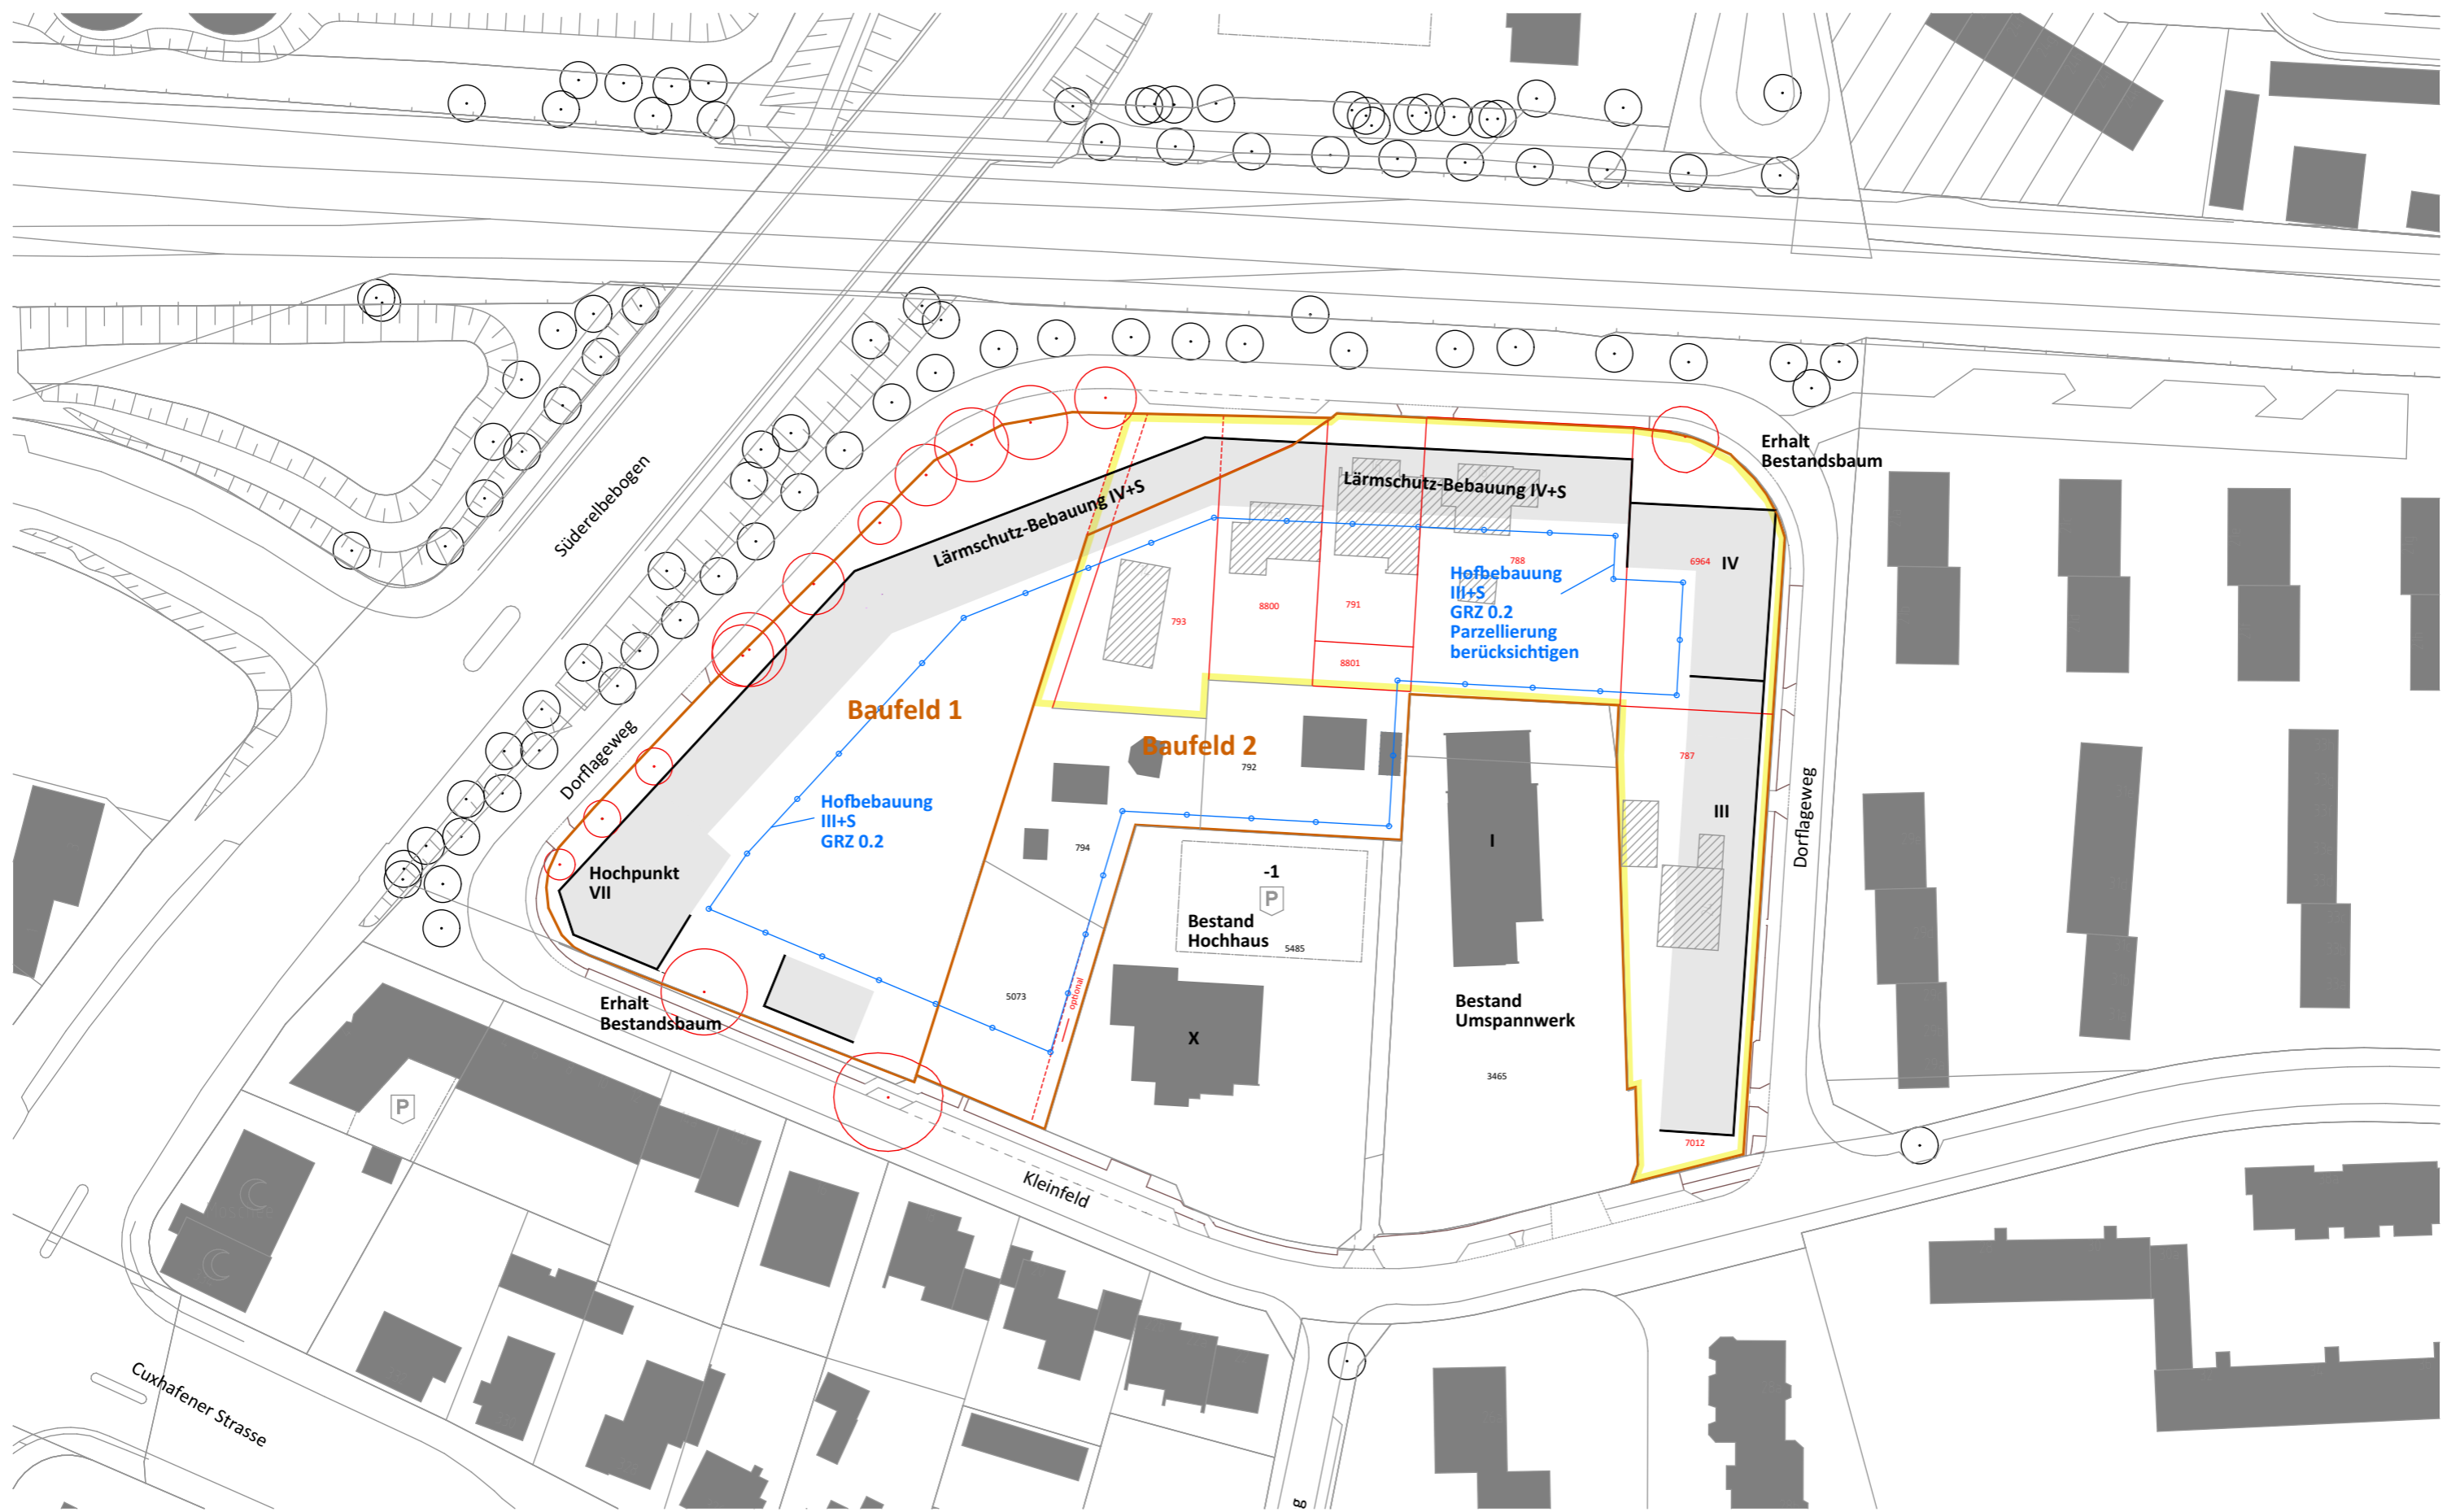 Erhalt
Bestandsbaum
Süderelbebogen
Lärmschutz-Bebauung IV+S
Lärmschutz-Bebauung IV+S
788
6964
IV
Hofbebauung
III+S
GRZ 0.2
Parzellierung
berücksichtigen
793
8800
791
8801
Baufeld 1
Baufeld 2
792
787
Dorflageweg
Hofbebauung
III+S
GRZ 0.2
III
Dorflageweg
794
I
Hochpunkt
VII
-1
P
Bestand
Hochhaus
5485
5073
optional
Erhalt
Bestandsbaum
Bestand
Umspannwerk
X
3465
P
7012
Kleinfeld
Cuxhafener Strasse
g